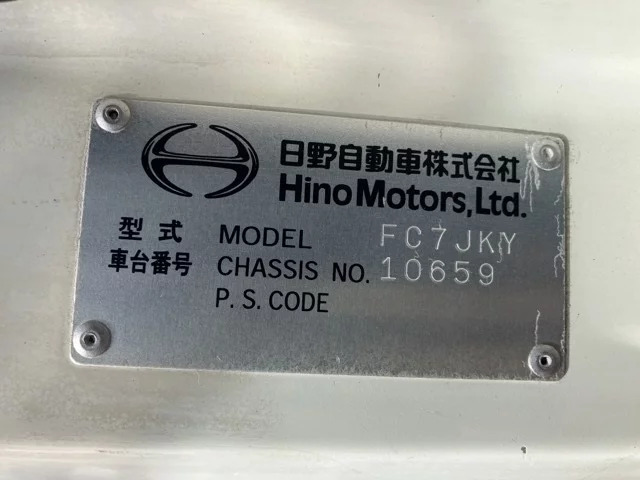 日野自動車株式会社
Hino Motors, Ltd.
型式 MODEL FC7JKY
車台番号 CHASSIS NO. 10659
P. S. CODE